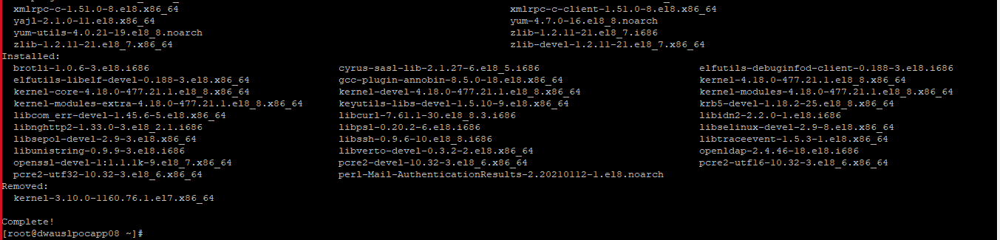 xmlrpc-c-1.51.0-8.el8.x86_64 xmlrpc-c-client-1.51.0-8.el8.x86_64
yajl-2.1.0-11.el8.x86_64 yum-4.7.0-16.el8_8.noarch
yum-utils-4.0.21-19.el8_8.noarch zlib-1.2.11-21.el8_7.i686
zlib-1.2.11-21.el8_7.x86_64 zlib-devel-1.2.11-21.el8_7.x86_64
Installed:
brotli-1.0.6-3.el8.i686 cyrus-sasl-lib-2.1.27-6.el8_5.i686 elfutils-debuginfod-client-0.188-3.el8.i686
elfutils-libelf-devel-0.188-3.el8.x86_64 gcc-plugin-annobin-8.5.0-18.el8.x86_64 kernel-4.18.0-477.21.1.el8_8.x86_64
kernel-core-4.18.0-477.21.1.el8_8.x86_64 kernel-devel-4.18.0-477.21.1.el8_8.x86_64 kernel-modules-4.18.0-477.21.1.el8_8.x86_64
kernel-modules-extra-4.18.0-477.21.1.el8_8.x86_64 keyutils-libs-devel-1.5.10-9.el8.x86_64 krb5-devel-1.18.2-25.el8_8.x86_64
libcom_err-devel-1.45.6-5.el8.x86_64 libcurl-7.61.1-30.el8_8.3.i686 libidn2-2.2.0-1.el8.i686
libnghttp2-1.33.0-3.el8_2.1.i686 libpsl-0.20.2-6.el8.i686 libselinux-devel-2.9-8.el8.x86_64
libsepol-devel-2.9-3.el8.x86_64 libssh-0.9.6-10.el8_8.i686 libtraceevent-1.5.3-1.el8.x86_64
libunistring-0.9.9-3.el8.i686 libverto-devel-0.3.2-2.el8.x86_64 openldap-2.4.46-18.el8.i686
openssl-devel-1:1.1.1k-9.el8_7.x86_64 pcre2-devel-10.32-3.el8_6.x86_64 pcre2-utf16-10.32-3.el8_6.x86_64
pcre2-utf32-10.32-3.el8_6.x86_64 perl-Mail-AuthenticationResults-2.20210112-1.el8.noarch
Removed:
kernel-3.10.0-1160.76.1.el7.x86_64
Complete!
[root@dwauslpocapp08 ~]#